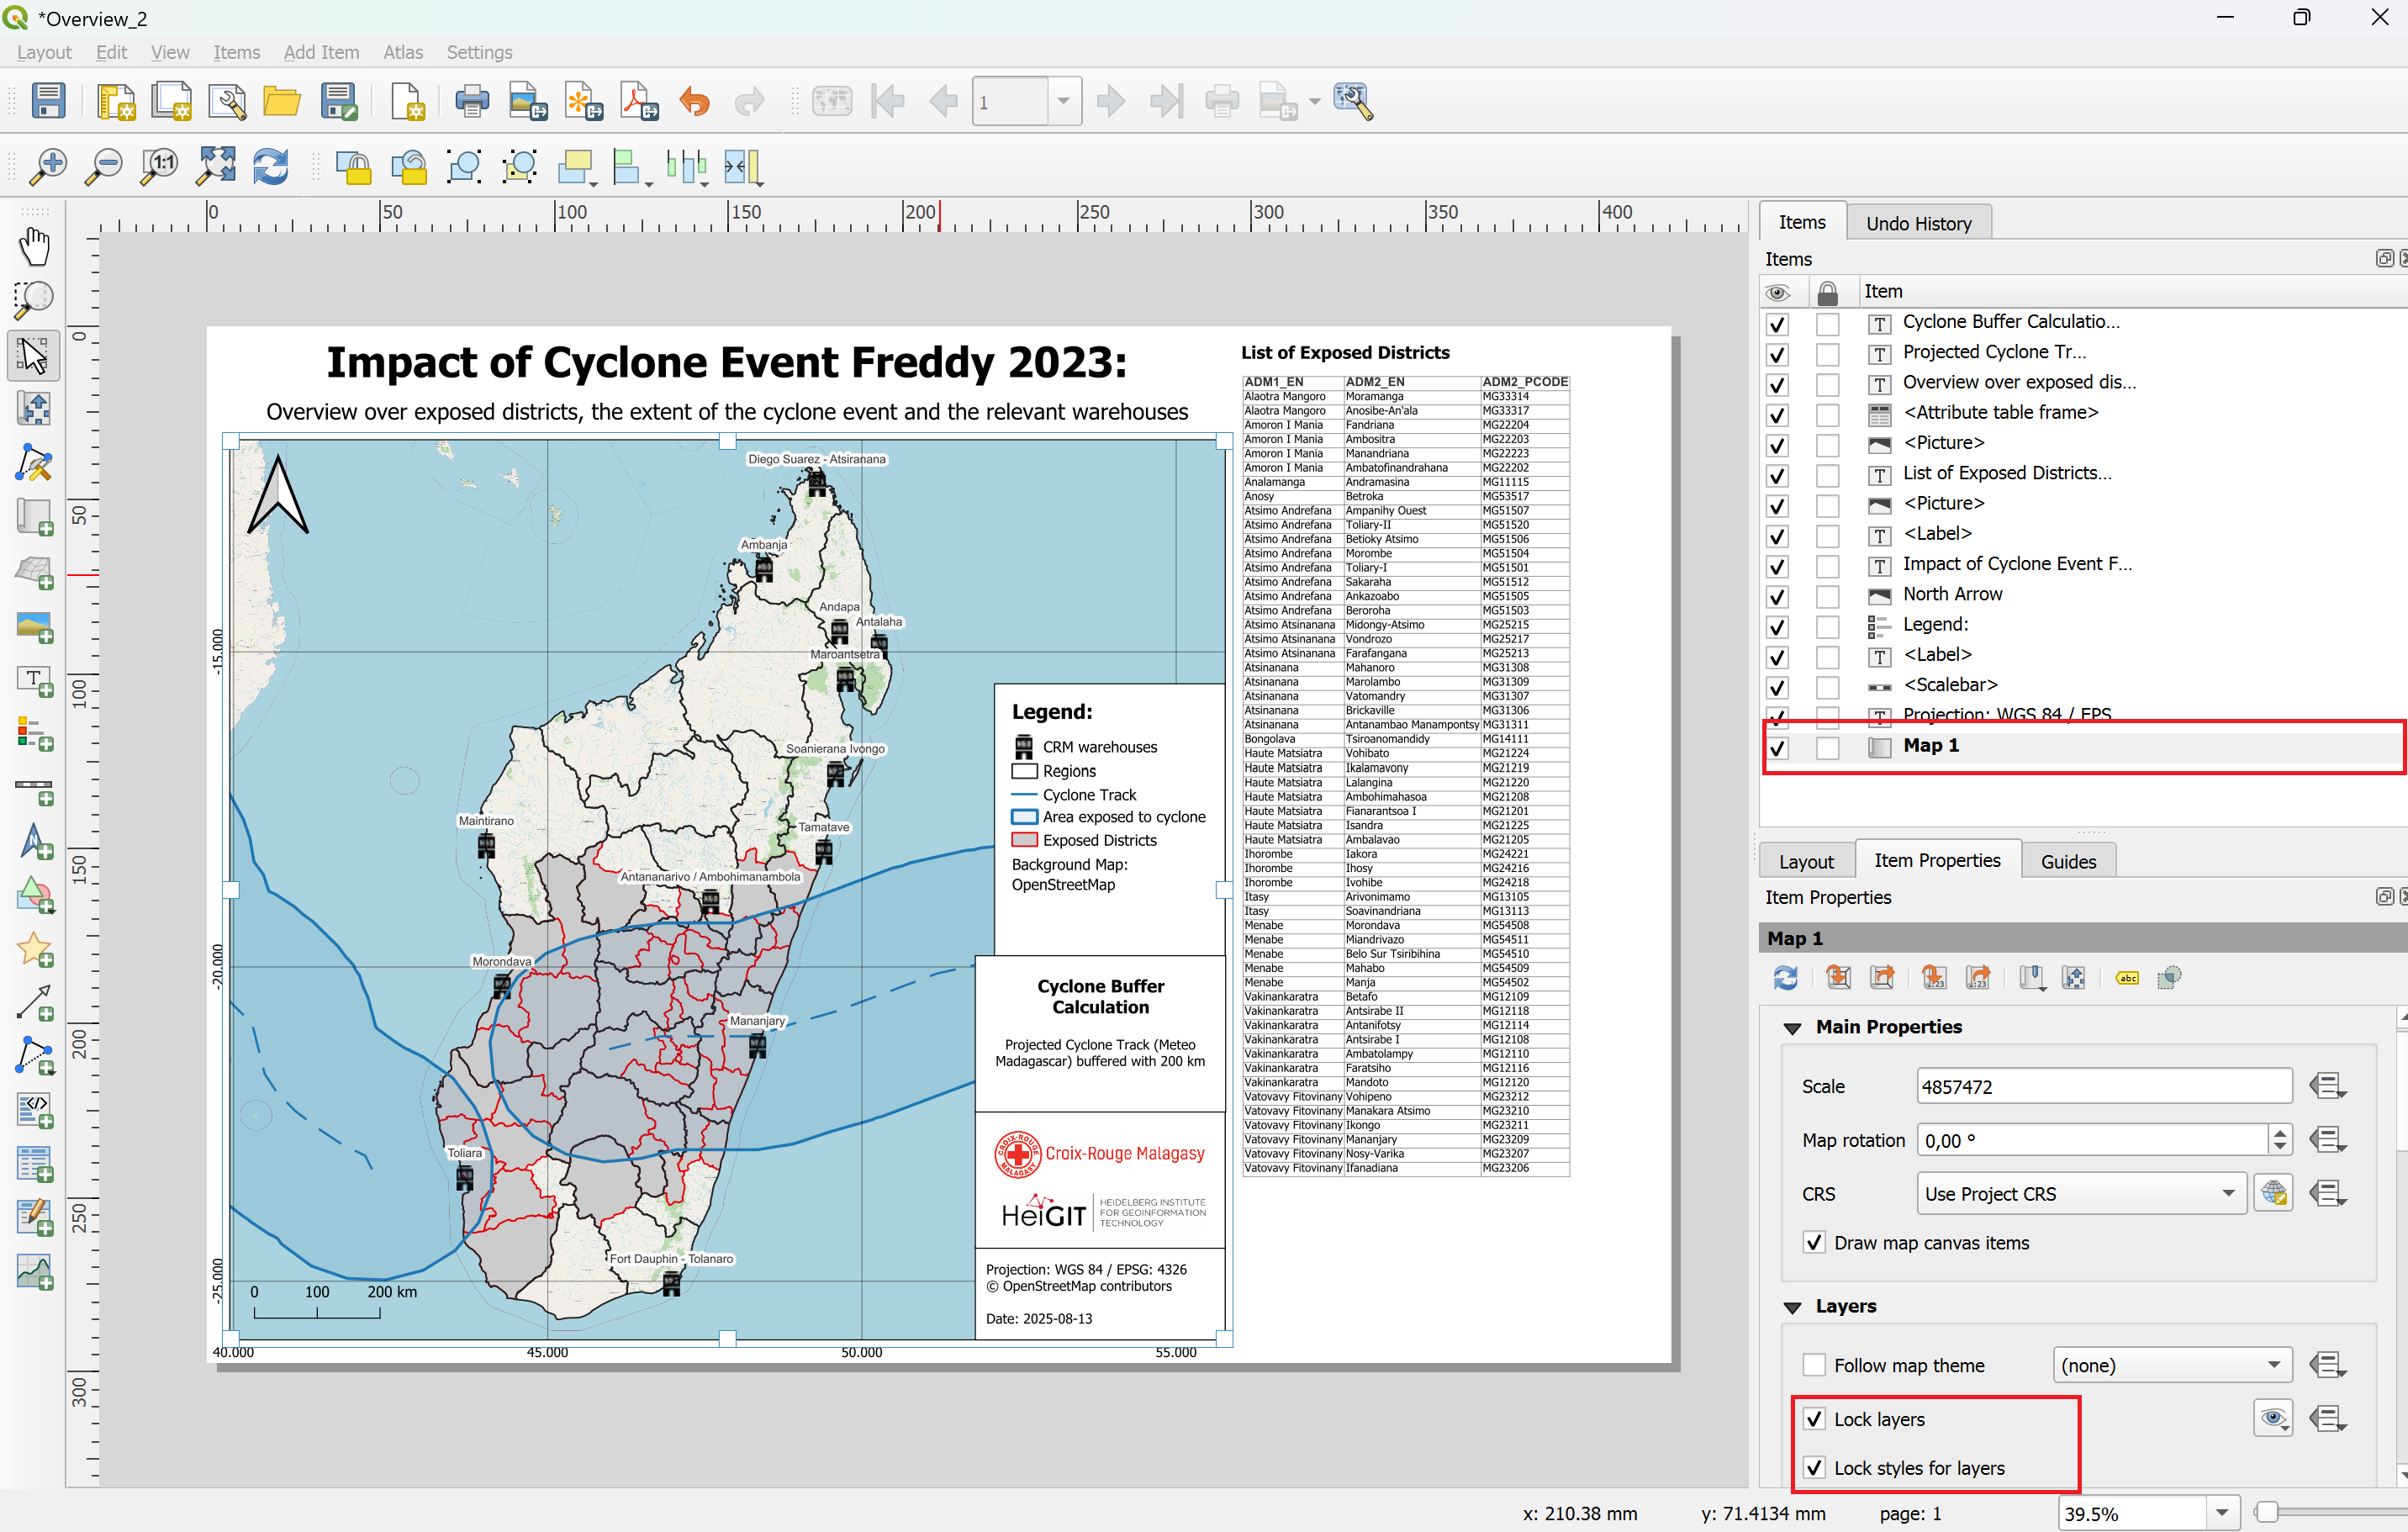 *Overview_2
Layout Edit View Items Add Item Atlas Settings
1
1:1
0 50 100 150 200 250 300 350 400
0
50
100
150
200
250
300
Impact of Cyclone Event Freddy 2023:
Overview over exposed districts, the extent of the cyclone event and the relevant warehouses
Diego Suarez - Atsiranana
Ambanja
Andapa
Antalaha
Maroantsetra
Soanierana Ivongo
Maintirano
Tamatave
Antananarivo / Ambohimanambola
Morondava
Mananjary
Toliara
Fort Dauphin - Tolanaro
-15.000
-20.000
-25.000
0 100 200 km
40.000 45.000 50.000 55.000
Legend:
CRM warehouses
Regions
Cyclone Track
Area exposed to cyclone
Exposed Districts
Background Map:
OpenStreetMap
Cyclone Buffer
Calculation
Projected Cyclone Track (Meteo
Madagascar) buffered with 200 km
CROIX-ROUGE
MALAGASY
Croix-Rouge Malagasy
HeiGIT
HEIDELBERG INSTITUTE
FOR GEOINFORMATION
TECHNOLOGY
Projection: WGS 84 / EPSG: 4326
© OpenStreetMap contributors
Date: 2025-08-13
List of Exposed Districts
ADM1_EN ADM2_EN ADM2_PCODE
Alaotra Mangoro Moramanga MG33314
Alaotra Mangoro Anosibe-An'ala MG33317
Amoron I Mania Fandriana MG22204
Amoron I Mania Ambositra MG22203
Amoron I Mania Manandriana MG22223
Amoron I Mania Ambatofinandrahana MG22202
Analamanga Andramasina MG11115
Anosy Betroka MG53517
Atsimo Andrefana Ampanihy Ouest MG51507
Atsimo Andrefana Toliary-II MG51520
Atsimo Andrefana Betioky Atsimo MG51506
Atsimo Andrefana Morombe MG51504
Atsimo Andrefana Toliary-I MG51501
Atsimo Andrefana Sakaraha MG51512
Atsimo Andrefana Ankazoabo MG51505
Atsimo Andrefana Beroroha MG51503
Atsimo Atsinanana Midongy-Atsimo MG25215
Atsimo Atsinanana Vondrozo MG25217
Atsimo Atsinanana Farafangana MG25213
Atsinanana Mahanoro MG31308
Atsinanana Marolambo MG31309
Atsinanana Vatomandry MG31307
Atsinanana Brickaville MG31306
Atsinanana Antanambao Manampontsy MG31311
Bongolava Tsiroanomandidy MG14111
Haute Matsiatra Vohibato MG21224
Haute Matsiatra Ikalamavony MG21219
Haute Matsiatra Lalangina MG21220
Haute Matsiatra Ambohimahasoa MG21208
Haute Matsiatra Fianarantsoa I MG21201
Haute Matsiatra Isandra MG21225
Haute Matsiatra Ambalavao MG21205
Ihorombe Iakora MG24221
Ihorombe Ihosy MG24216
Ihorombe Ivohibe MG24218
Itasy Arivonimamo MG13105
Itasy Soavinandriana MG13113
Menabe Morondava MG54508
Menabe Miandrivazo MG54511
Menabe Belo Sur Tsiribihina MG54510
Menabe Mahabo MG54509
Menabe Manja MG54502
Vakinankaratra Betafo MG12109
Vakinankaratra Antsirabe II MG12118
Vakinankaratra Antanifotsy MG12114
Vakinankaratra Antsirabe I MG12108
Vakinankaratra Ambatolampy MG12110
Vakinankaratra Faratsiho MG12116
Vakinankaratra Mandoto MG12120
Vatovavy Fitovinany Vohipeno MG23212
Vatovavy Fitovinany Manakara Atsimo MG23210
Vatovavy Fitovinany Ikongo MG23211
Vatovavy Fitovinany Mananjary MG23209
Vatovavy Fitovinany Nosy-Varika MG23207
Vatovavy Fitovinany Ifanadiana MG23206
Items Undo History
Items
Item
Cyclone Buffer Calculatio...
Projected Cyclone Tr...
Overview over exposed dis...
<Attribute table frame>
<Picture>
List of Exposed Districts...
<Picture>
<Label>
Impact of Cyclone Event F...
North Arrow
Legend:
<Label>
<Scalebar>
Projection: WGS 84 / EPS
Map 1
Layout Item Properties Guides
Item Properties
Map 1
Main Properties
Scale 4857472
Map rotation 0,00 °
CRS Use Project CRS
Draw map canvas items
Layers
Follow map theme (none)
Lock layers
Lock styles for layers
x: 210.38 mm y: 71.4134 mm page: 1 39.5%